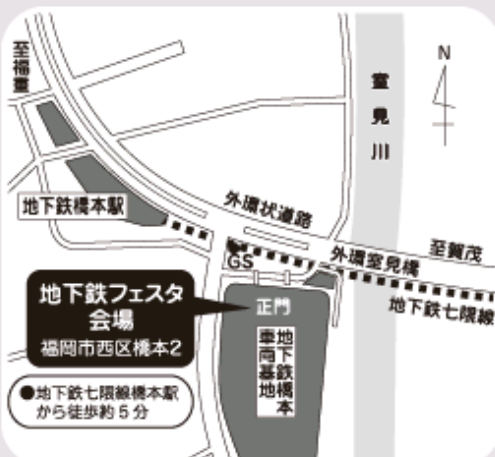 至福重
室見川
N
地下鉄橋本駅
外環状道路
至賀茂
外環室見橋
GS
地下鉄七隈線
地下鉄フェスタ
会場
福岡市西区橋本2
正門
地下鉄橋本
車両基地
●地下鉄七隈線橋本駅
から徒歩約5分